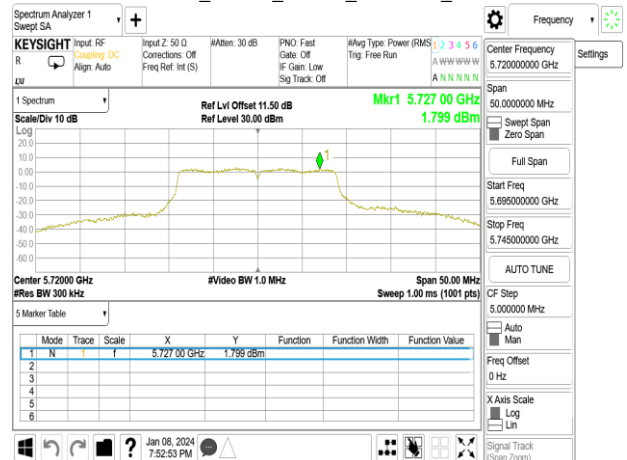 Spectrum Analyzer 1
Swept SA
Frequency
KEYSIGHT
R
Input: RF
Coupling: DC
Align: Auto
Input Z: 50 Ω
Corrections: Off
Freq Ref: Int (S)
#Atten: 30 dB
PNO: Fast
Gate: Off
IF Gain: Low
Sig Track: Off
#Avg Type: Power (RMS
Trig: Free Run
1 2 3 4 5 6
A W W W W W
A N N N N N
1 Spectrum
Scale/Div 10 dB
Ref Lvl Offset 11.50 dB
Ref Level 30.00 dBm
Mkr1 5.727 00 GHz
1.799 dBm
Log
20.0
10.0
0.00
-10.0
-20.0
-30.0
-40.0
-50.0
-60.0
1
Center 5.72000 GHz
#Res BW 300 kHz
#Video BW 1.0 MHz
Span 50.00 MHz
Sweep 1.00 ms (1001 pts)
5 Marker Table
Mode Trace Scale X Y Function Function Width Function Value
1 N 1 f 5.727 00 GHz 1.799 dBm
2
3
4
5
6
Jan 08, 2024
7:52:53 PM
Center Frequency
5.720000000 GHz
Settings
Span
50.0000000 MHz
Swept Span
Zero Span
Full Span
Start Freq
5.695000000 GHz
Stop Freq
5.745000000 GHz
AUTO TUNE
CF Step
5.000000 MHz
Auto
Man
Freq Offset
0 Hz
X Axis Scale
Log
Lin
Signal Track
(Span Zoom)